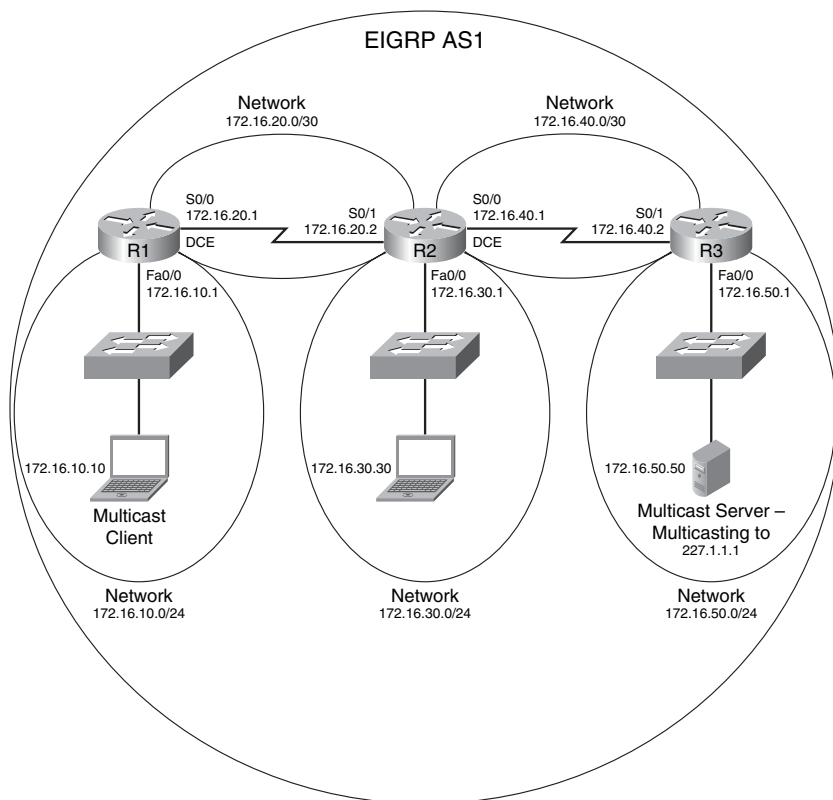 EIGRP AS1
Network
172.16.20.0/30
Network
172.16.40.0/30
S0/0
172.16.20.1
S0/1
172.16.20.2
S0/0
172.16.40.1
S0/1
172.16.40.2
R1
DCE
R2
DCE
R3
Fa0/0
172.16.10.1
Fa0/0
172.16.30.1
Fa0/0
172.16.50.1
172.16.10.10
172.16.30.30
172.16.50.50
Multicast
Client
Multicast Server –
Multicasting to
227.1.1.1
Network
172.16.10.0/24
Network
172.16.30.0/24
Network
172.16.50.0/24